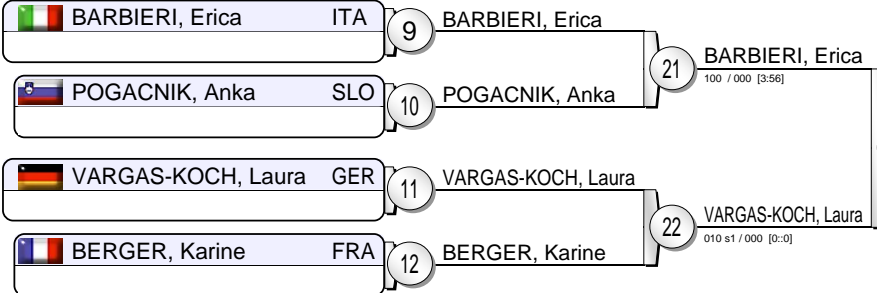 BARBIERI, Erica ITA
9
BARBIERI, Erica
21
BARBIERI, Erica
100 / 000 [3:56]
POGACNIK, Anka SLO
10
POGACNIK, Anka
VARGAS-KOCH, Laura GER
11
VARGAS-KOCH, Laura
22
VARGAS-KOCH, Laura
010 s1 / 000 [0::0]
BERGER, Karine FRA
12
BERGER, Karine